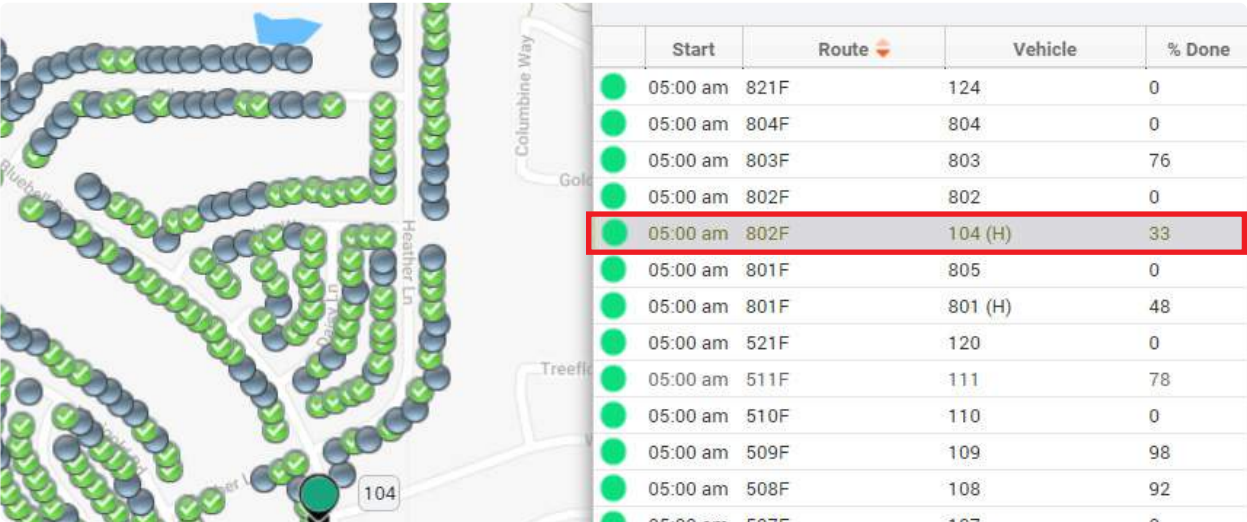 Start Route Vehicle % Done
05:00 am 821F 124 0
05:00 am 804F 804 0
05:00 am 803F 803 76
05:00 am 802F 802 0
05:00 am 802F 104 (H) 33
05:00 am 801F 805 0
05:00 am 801F 801 (H) 48
05:00 am 521F 120 0
05:00 am 511F 111 78
05:00 am 510F 110 0
05:00 am 509F 109 98
05:00 am 508F 108 92
Columbine Way
Heather Ln
Daisy Ln
104